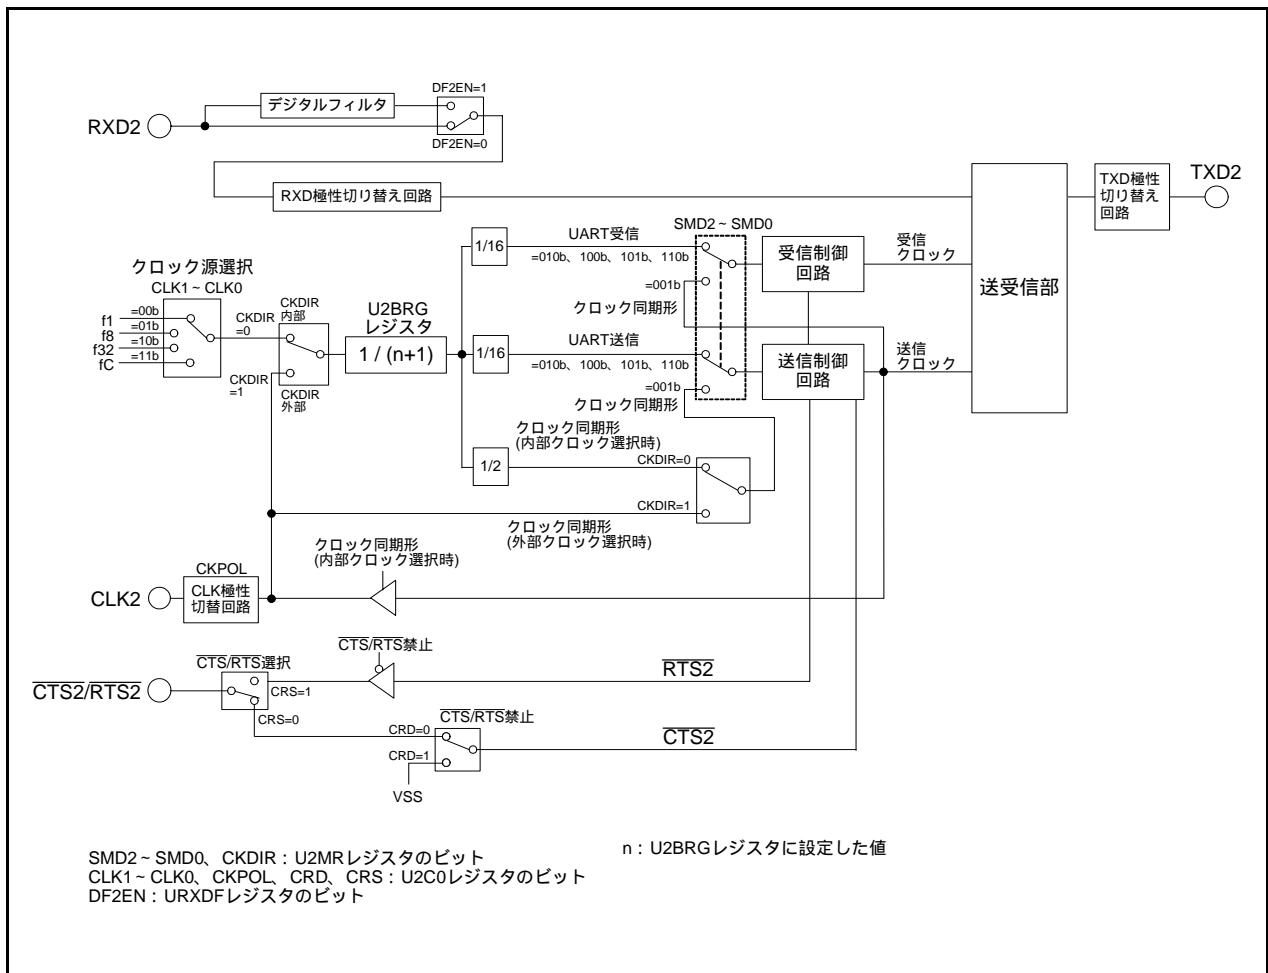 DF2EN=1
デジタルフィルタ
RXD2
DF2EN=0
RXD極性切り替え回路
TXD極性
切り替え
回路
TXD2
SMD2~SMD0
1/16
UART受信
=010b、100b、101b、110b
=001b
クロック同期形
受信制御
回路
受信
クロック
送受信部
クロック源選択
CLK1~CLK0
f1
=00b
f8
=01b
f32
=10b
fC
=11b
CKDIR
=0
CKDIR
内部
CKDIR
=1
CKDIR
外部
U2BRG
レジスタ
1 / (n+1)
1/16
UART送信
=010b、100b、101b、110b
=001b
クロック同期形
送信制御
回路
送信
クロック
クロック同期形
(内部クロック選択時)
1/2
CKDIR=0
CKDIR=1
クロック同期形
(外部クロック選択時)
クロック同期形
(内部クロック選択時)
CKPOL
CLK2
CLK極性
切替回路
CTS/RTS禁止
CTS/RTS選択
RTS2
CTS2/RTS2
CRS=1
CRS=0
CTS/RTS禁止
CRD=0
CRD=1
CTS2
VSS
SMD2~SMD0、CKDIR:U2MRレジスタのビット
CLK1~CLK0、CKPOL、CRD、CRS:U2C0レジスタのビット
DF2EN:URXDFレジスタのビット
n:U2BRGレジスタに設定した値